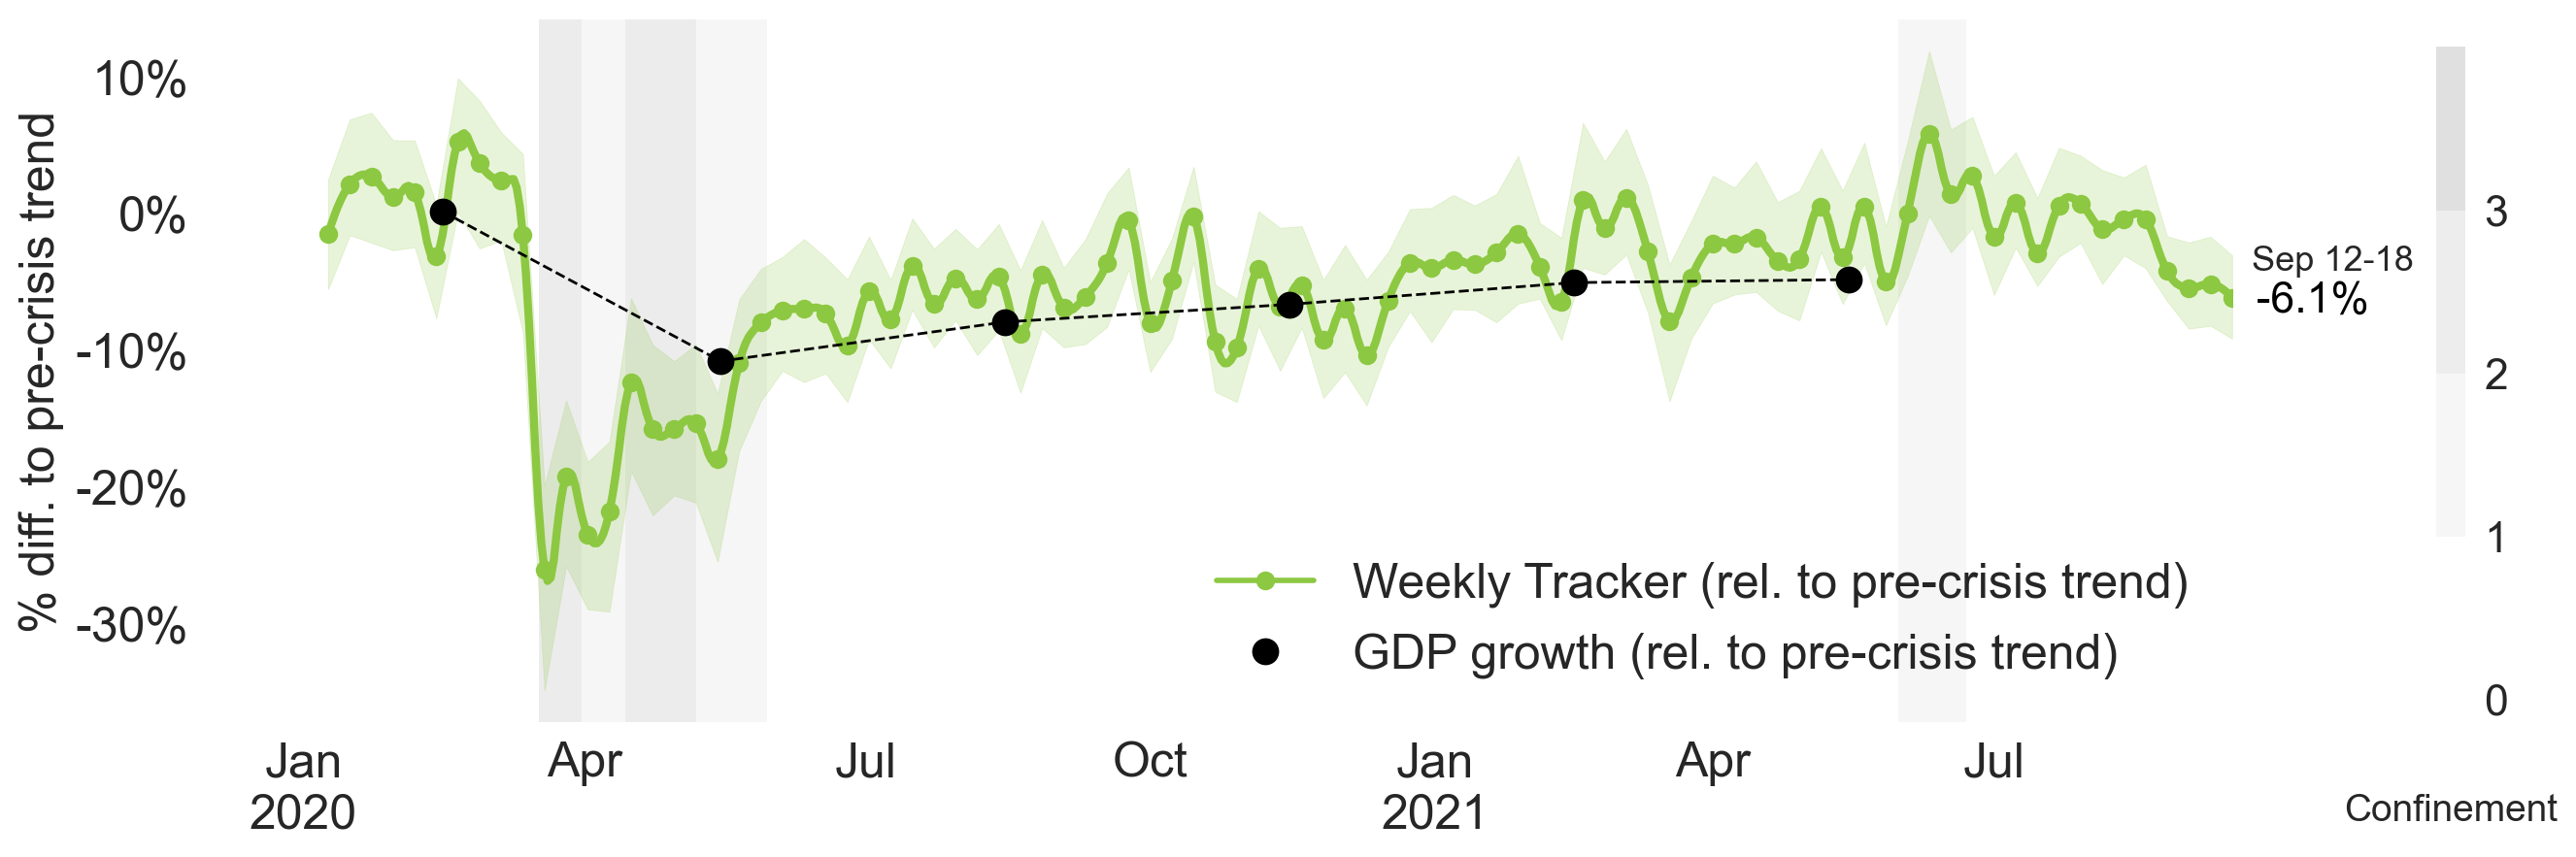 % diff. to pre-crisis trend
10%
0%
-10%
-20%
-30%
Sep 12-18
-6.1%
Weekly Tracker (rel. to pre-crisis trend)
GDP growth (rel. to pre-crisis trend)
Jan
2020
Apr
Jul
Oct
Jan
2021
Apr
Jul
3
2
1
0
Confinement